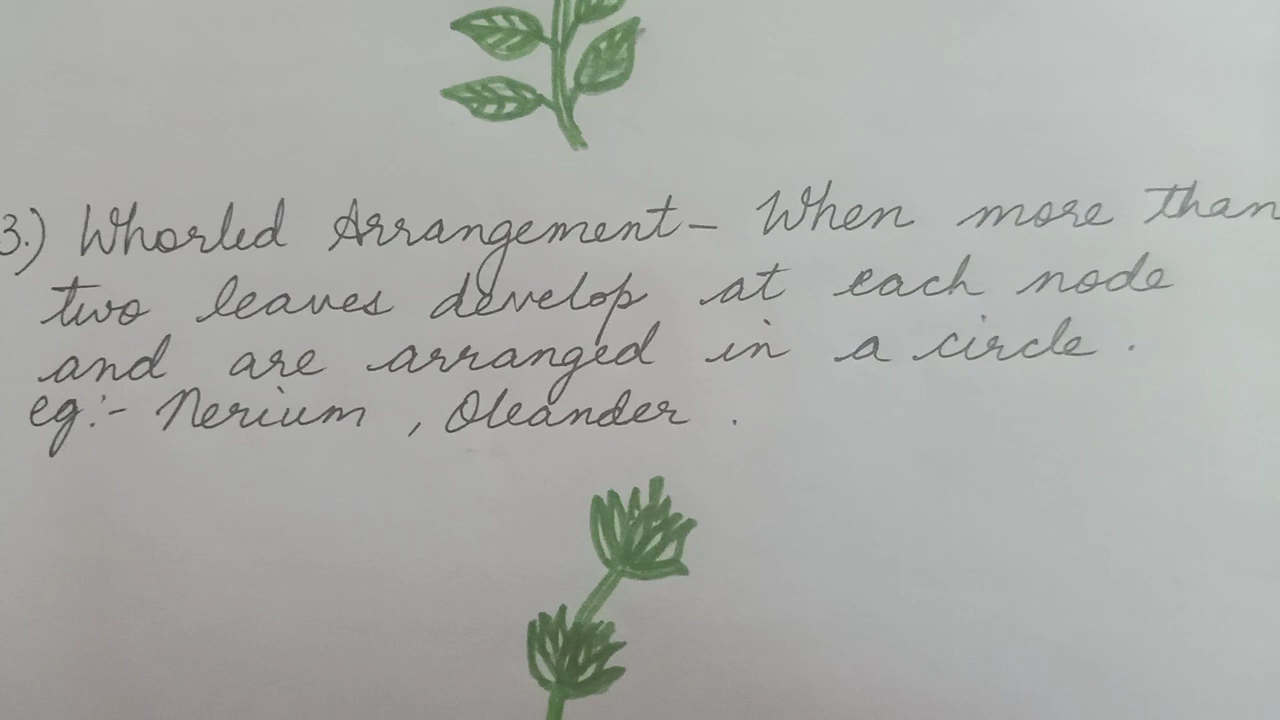 3.) Whorled Arrangement - When more than
two leaves develop at each node
and are arranged in a circle.
eg:- Nerium, Oleander.